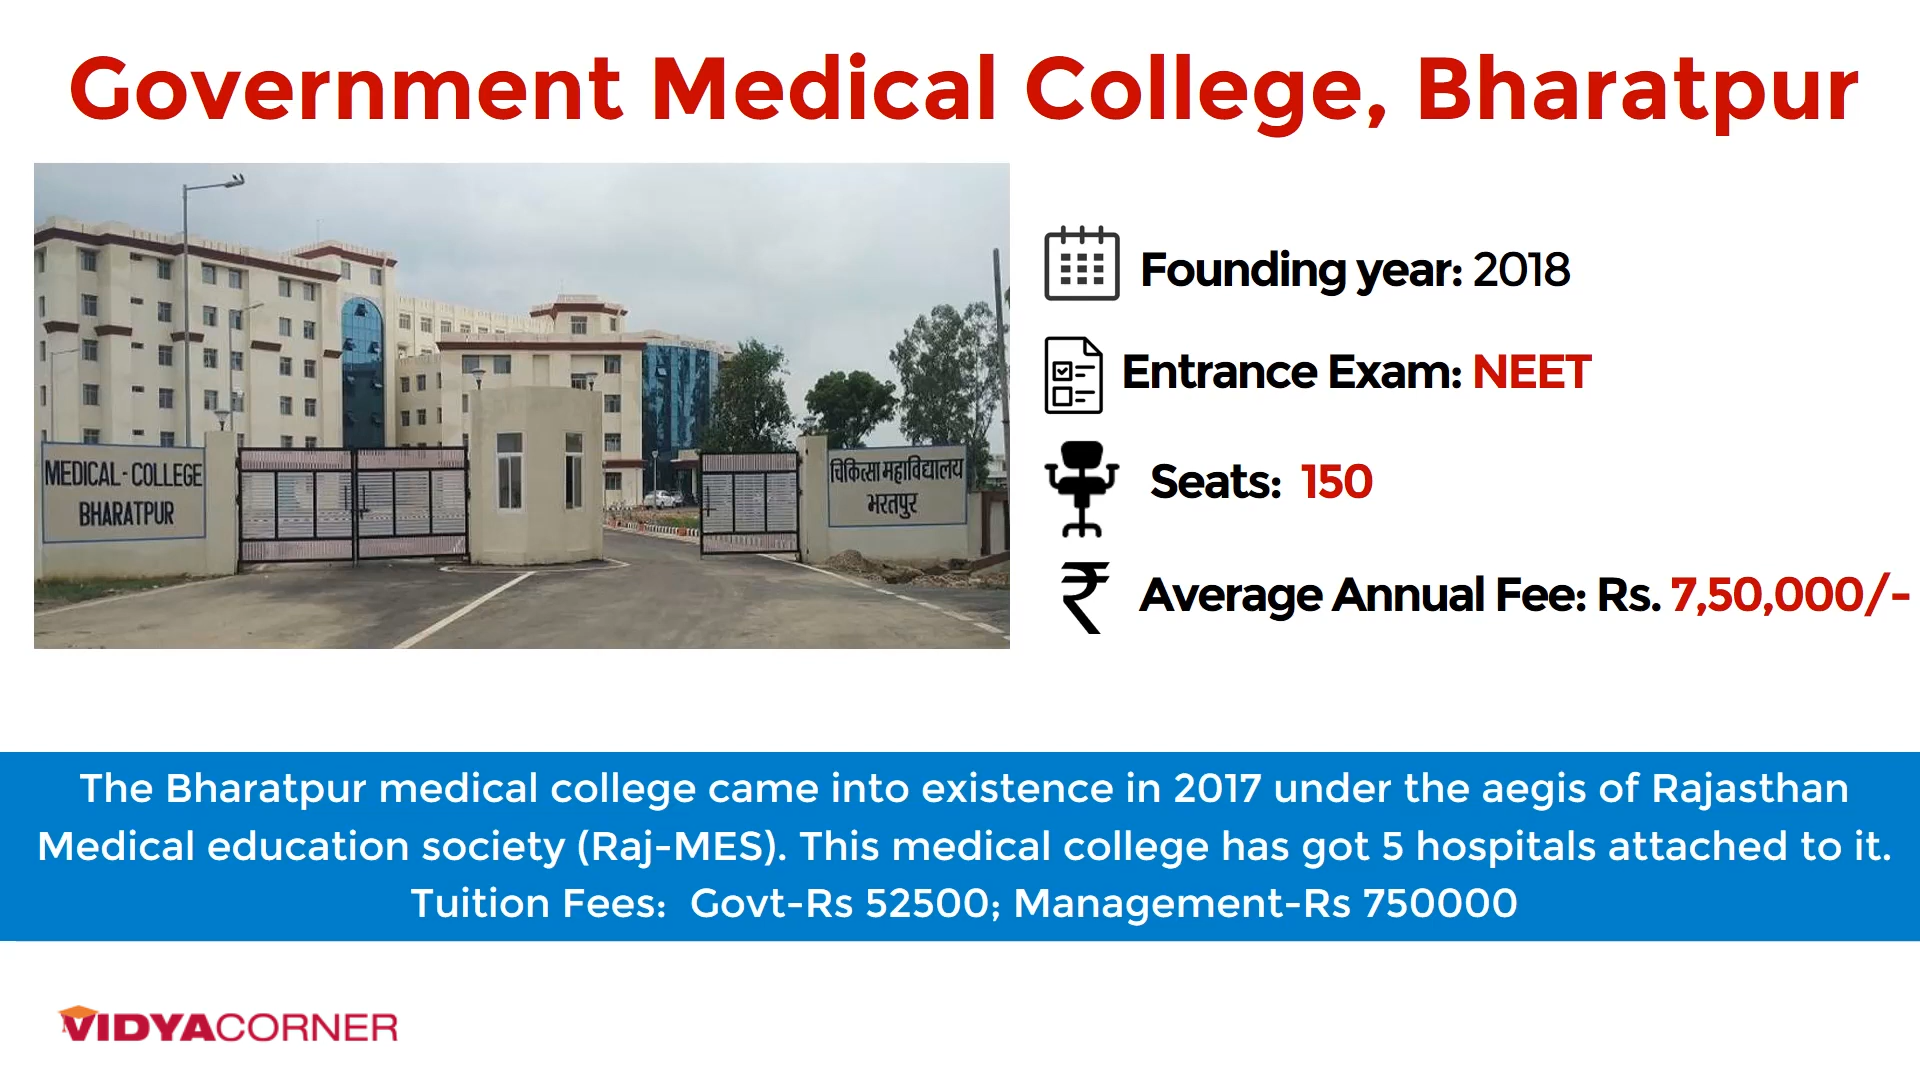 Government Medical College, Bharatpur
MEDICAL - COLLEGE
BHARATPUR
चिकित्सा महाविद्यालय
भरतपुर
Founding year: 2018
Entrance Exam: NEET
Seats: 150
₹ Average Annual Fee: Rs. 7,50,000/-
The Bharatpur medical college came into existence in 2017 under the aegis of Rajasthan
Medical education society (Raj-MES). This medical college has got 5 hospitals attached to it.
Tuition Fees: Govt-Rs 52500; Management-Rs 750000
VIDYACORNER